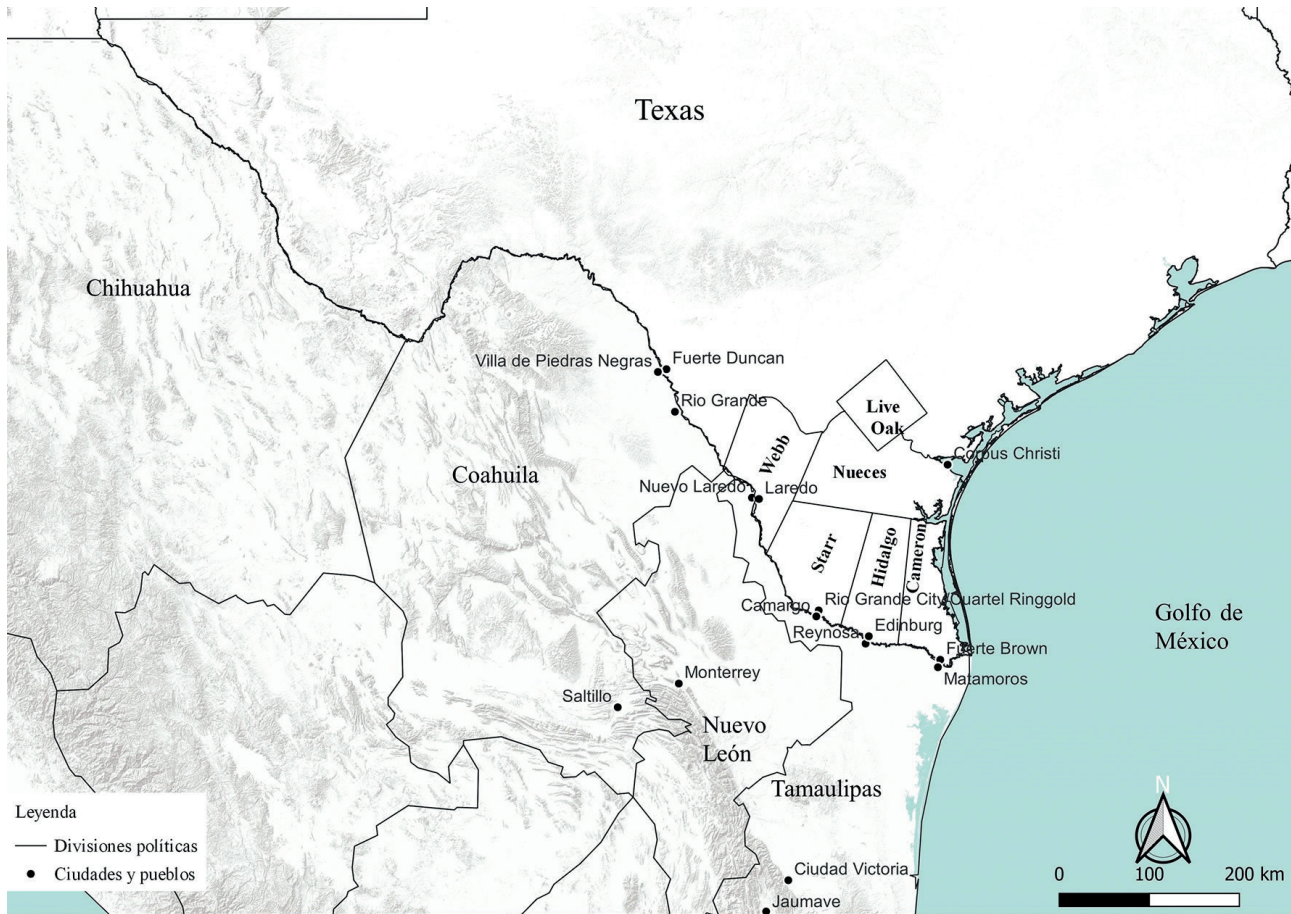 Texas
Chihuahua
Villa de Piedras Negras
Fuerte Duncan
Rio Grande
Live
Oak
Webb
Corpus Christi
Coahuila
Nueces
Nuevo Laredo
Laredo
Starr
Hidalgo
Cameron
Camargo
Rio Grande City/Cuartel Ringgold
Reynosa
Edinburg
Golfo de
México
Fuerte Brown
Matamoros
Monterrey
Saltillo
Nuevo
León
Tamaulipas
Ciudad Victoria
Jaumave
Leyenda
Divisiones políticas
Ciudades y pueblos
N
0 100 200 km